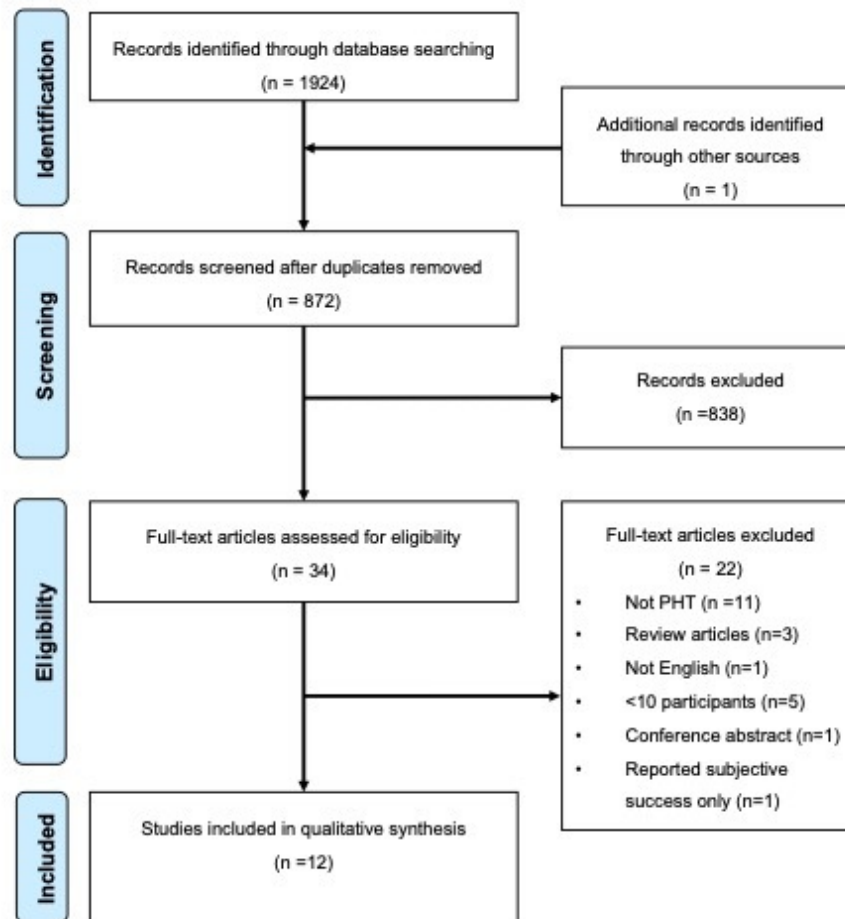 Identification
Records identified through database searching
(n = 1924)
Additional records identified
through other sources
(n = 1)
Screening
Records screened after duplicates removed
(n = 872)
Records excluded
(n =838)
Eligibility
Full-text articles assessed for eligibility
(n = 34)
Full-text articles excluded
(n = 22)
• Not PHT (n =11)
• Review articles (n=3)
• Not English (n=1)
• <10 participants (n=5)
• Conference abstract (n=1)
• Reported subjective
success only (n=1)
Included
Studies included in qualitative synthesis
(n =12)